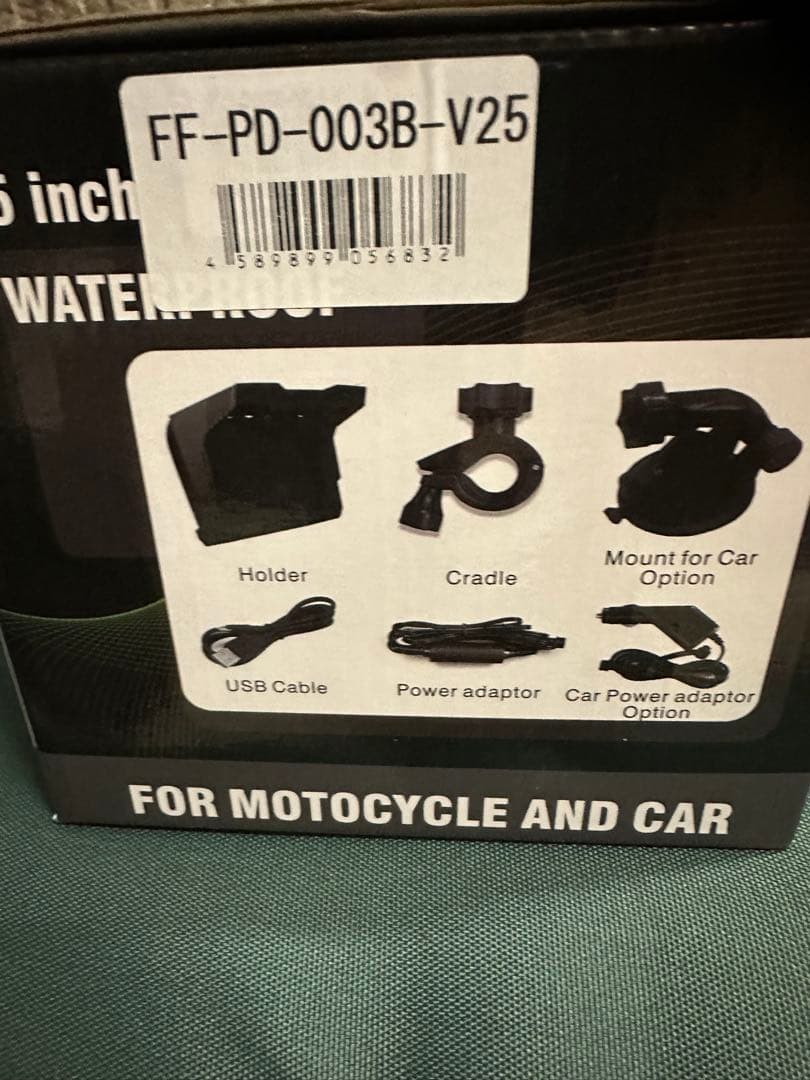 FF-PD-003B-V25
4 589899 056832
inch
WATERPROOF
Holder
Cradle
Mount for Car
Option
USB Cable
Power adaptor
Car Power adaptor
Option
FOR MOTOCYCLE AND CAR